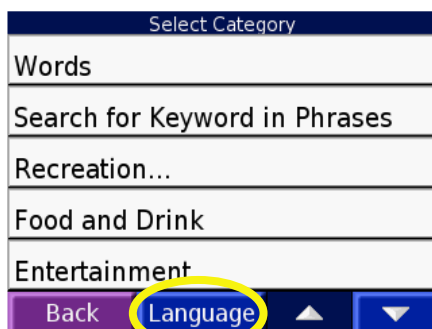 Select Category
Words
Search for Keyword in Phrases
Recreation...
Food and Drink
Entertainment
Back Language